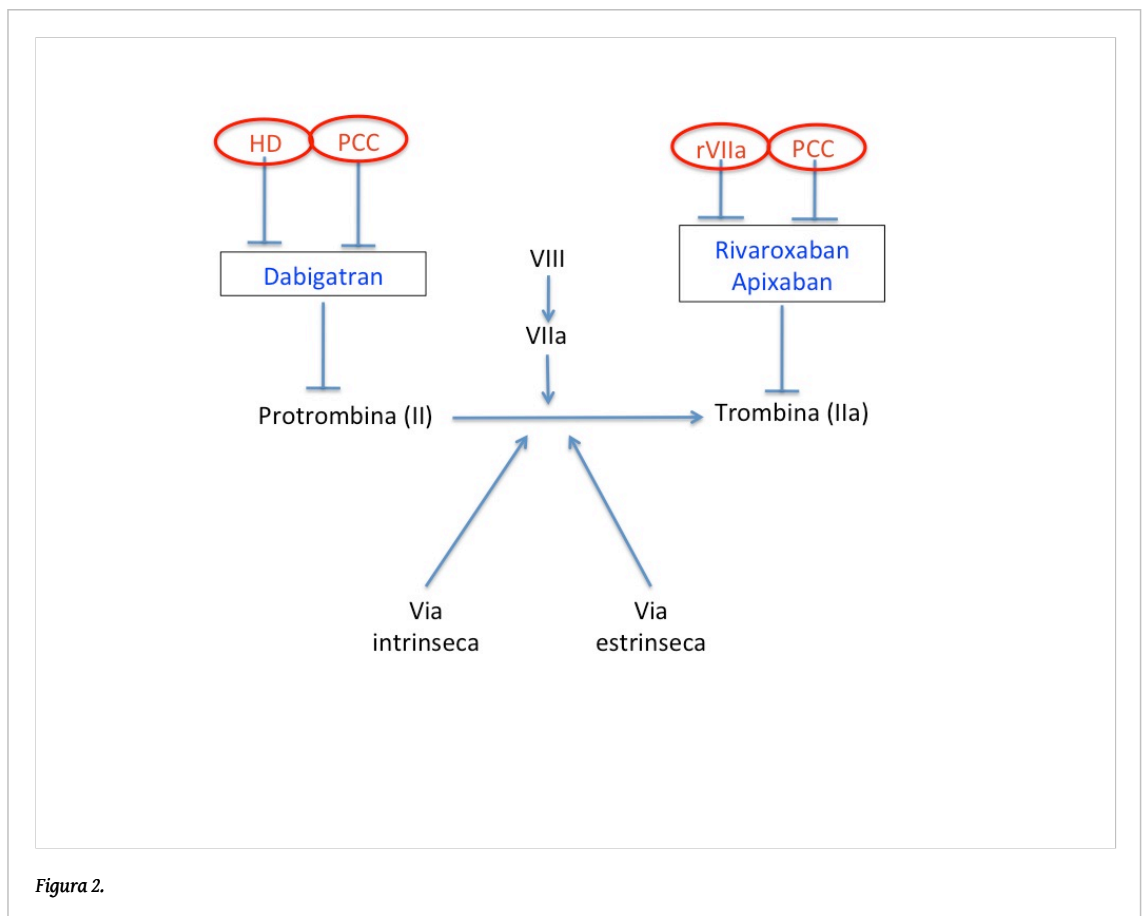 HD
PCC
rVIIa
PCC
Dabigatran
Rivaroxaban
Apixaban
VIII
VIIa
Protrombina (II)
Trombina (IIa)
Via
intrinseca
Via
estrinseca
Figura 2.